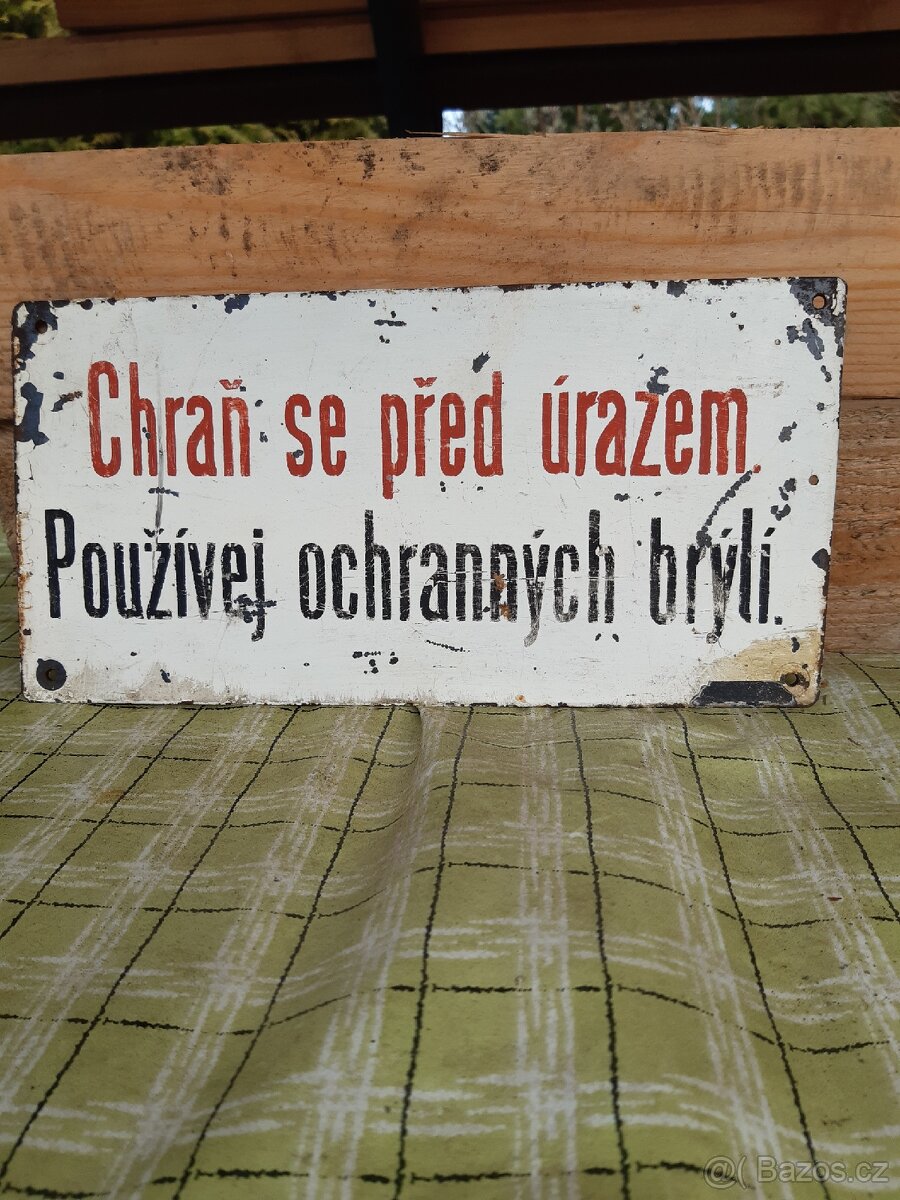 Chraň se před úrazem.
Používej ochranných brýlí.
@( Bazos.cz